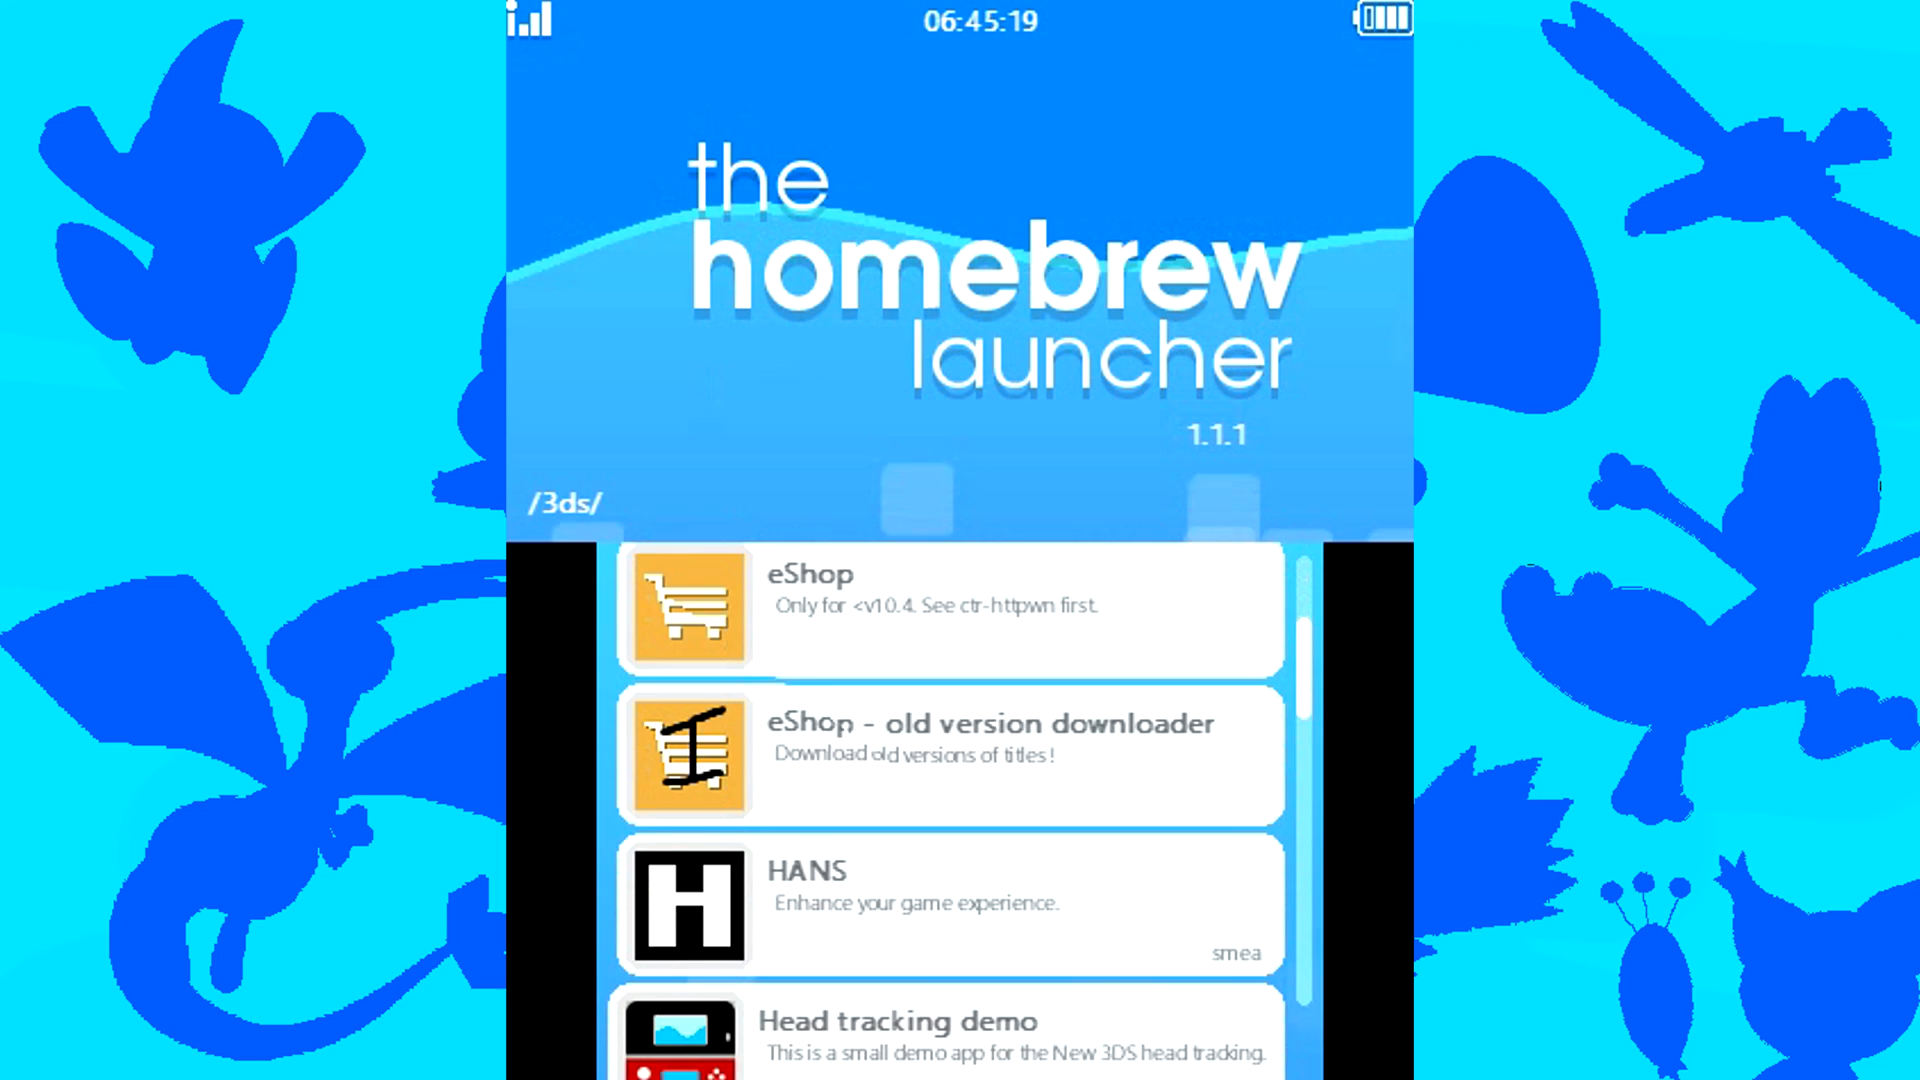 06:45:19
the
homebrew
launcher
1.1.1
/3ds/
eShop
Only for <v10.4. See ctr-httpwn first.
eShop - old version downloader
Download old versions of titles!
HANS
Enhance your game experience.
smea
Head tracking demo
This is a small demo app for the New 3DS head tracking.